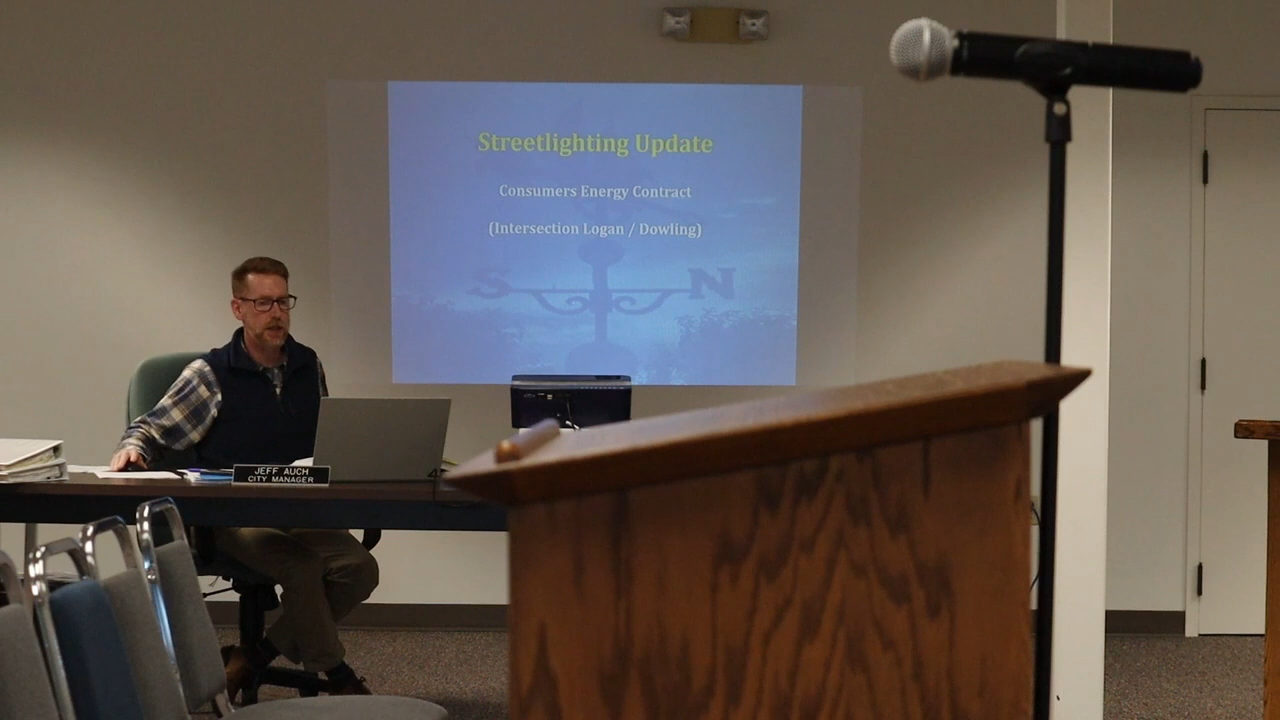 Streetlighting Update
Consumers Energy Contract
(Intersection Logan / Dowling)
S N
JEFF AUCH
CITY MANAGER